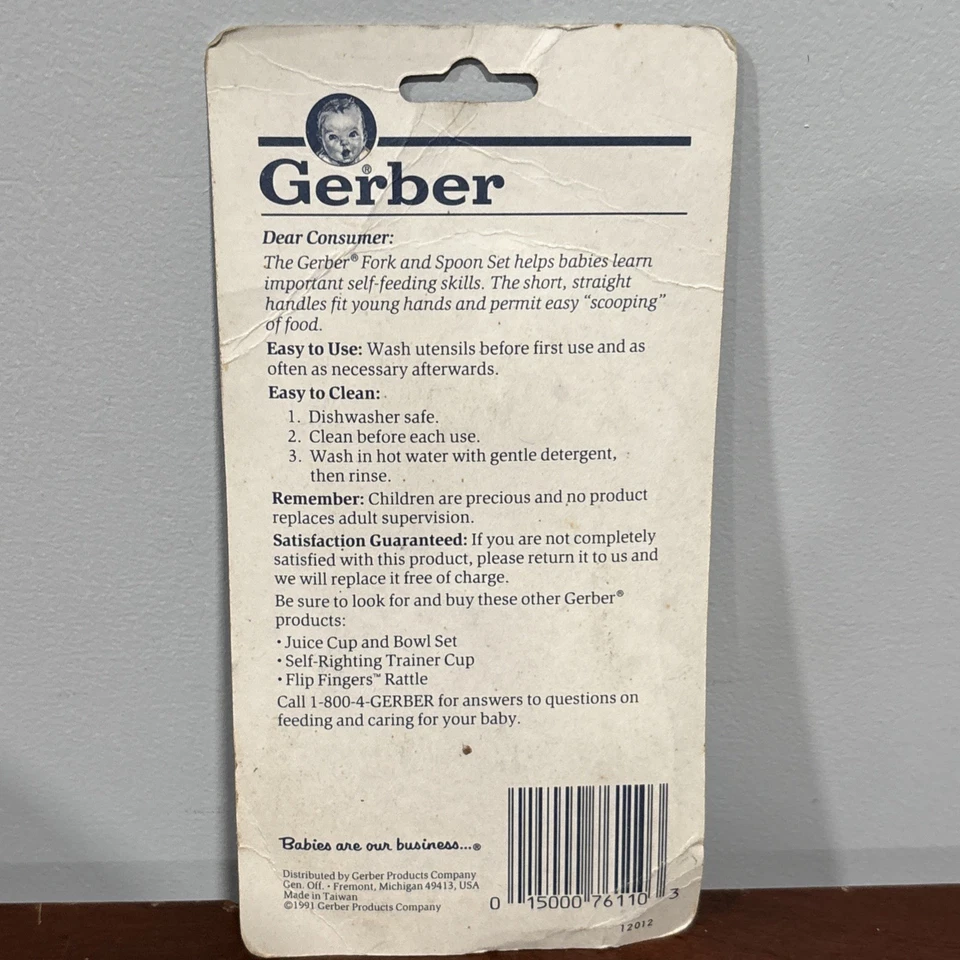 Gerber®
Dear Consumer:
The Gerber® Fork and Spoon Set helps babies learn
important self-feeding skills. The short, straight
handles fit young hands and permit easy “scooping”
of food.
Easy to Use: Wash utensils before first use and as
often as necessary afterwards.
Easy to Clean:
1. Dishwasher safe.
2. Clean before each use.
3. Wash in hot water with gentle detergent,
then rinse.
Remember: Children are precious and no product
replaces adult supervision.
Satisfaction Guaranteed: If you are not completely
satisfied with this product, please return it to us and
we will replace it free of charge.
Be sure to look for and buy these other Gerber®
products:
• Juice Cup and Bowl Set
• Self-Righting Trainer Cup
• Flip Fingers™ Rattle
Call 1-800-4-GERBER for answers to questions on
feeding and caring for your baby.
Babies are our business...®
Distributed by Gerber Products Company
Gen. Off. • Fremont, Michigan 49413, USA
Made in Taiwan
©1991 Gerber Products Company
0 15000 76110 3
12012